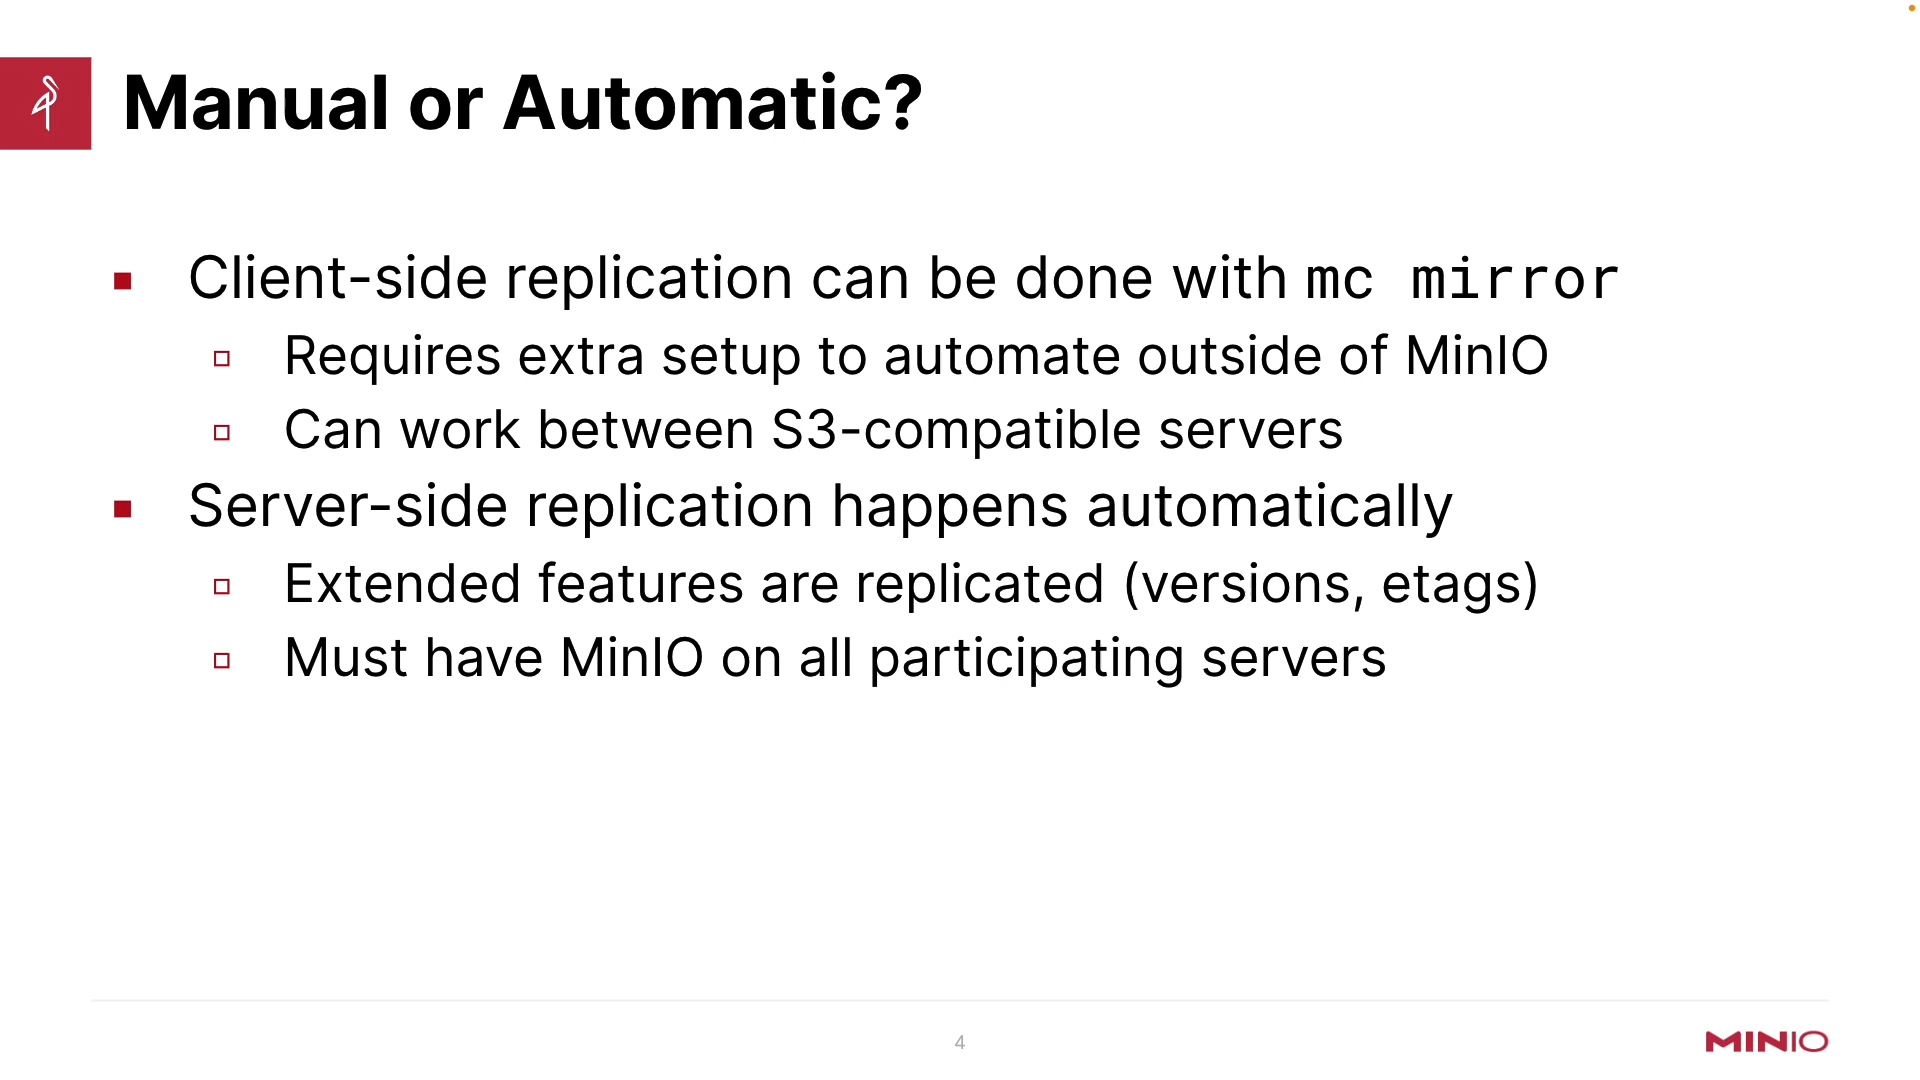 Manual or Automatic?
Client-side replication can be done with mc mirror
Requires extra setup to automate outside of MinIO
Can work between S3-compatible servers
Server-side replication happens automatically
Extended features are replicated (versions, etags)
Must have MinIO on all participating servers
4
MINIO